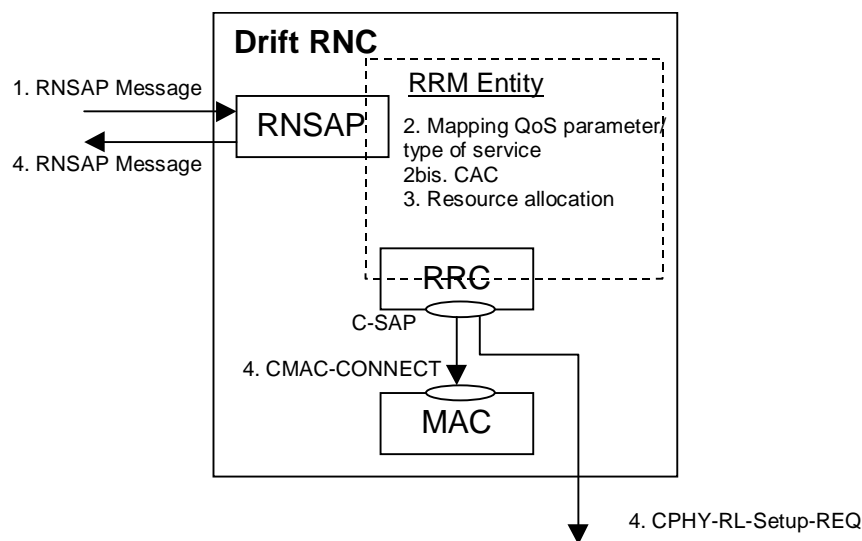 Drift RNC
1. RNSAP Message
RNSAP
4. RNSAP Message
RRM Entity
2. Mapping QoS parameter/
type of service
2bis. CAC
3. Resource allocation
RRC
C-SAP
4. CMAC-CONNECT
MAC
4. CPHY-RL-Setup-REQ